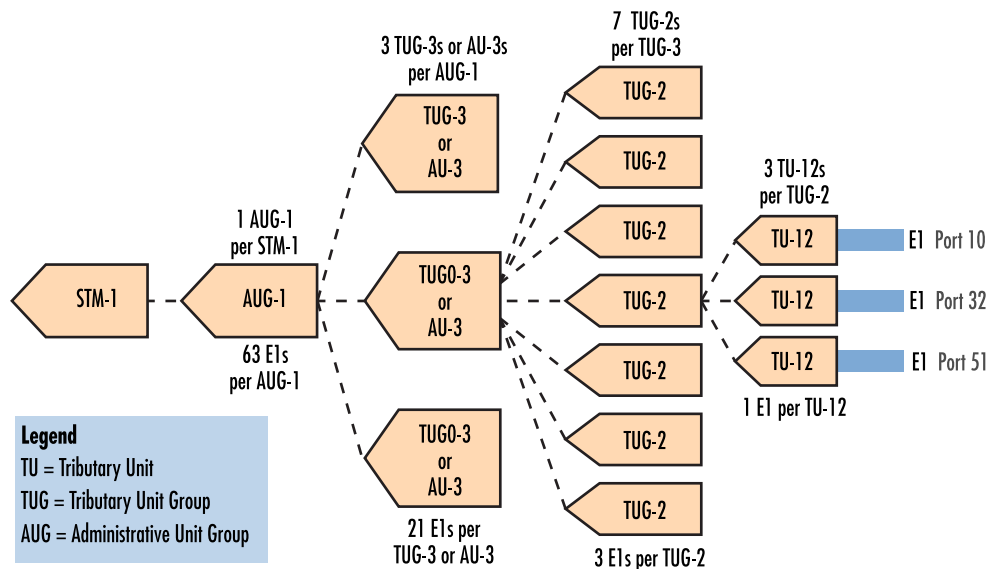 3 TUG-3s or AU-3s
per AUG-1
7 TUG-2s
per TUG-3
TUG-3
or
AU-3
TUG-2
TUG-2
TUG-2
3 TU-12s
per TUG-2
1 AUG-1
per STM-1
TU-12
E1 Port 10
STM-1
AUG-1
TUG0-3
or
AU-3
TUG-2
TU-12
E1 Port 32
63 E1s
per AUG-1
TUG-2
TU-12
E1 Port 51
1 E1 per TU-12
TUG0-3
or
AU-3
TUG-2
TUG-2
21 E1s per
TUG-3 or AU-3
3 E1s per TUG-2
Legend
TU = Tributary Unit
TUG = Tributary Unit Group
AUG = Administrative Unit Group